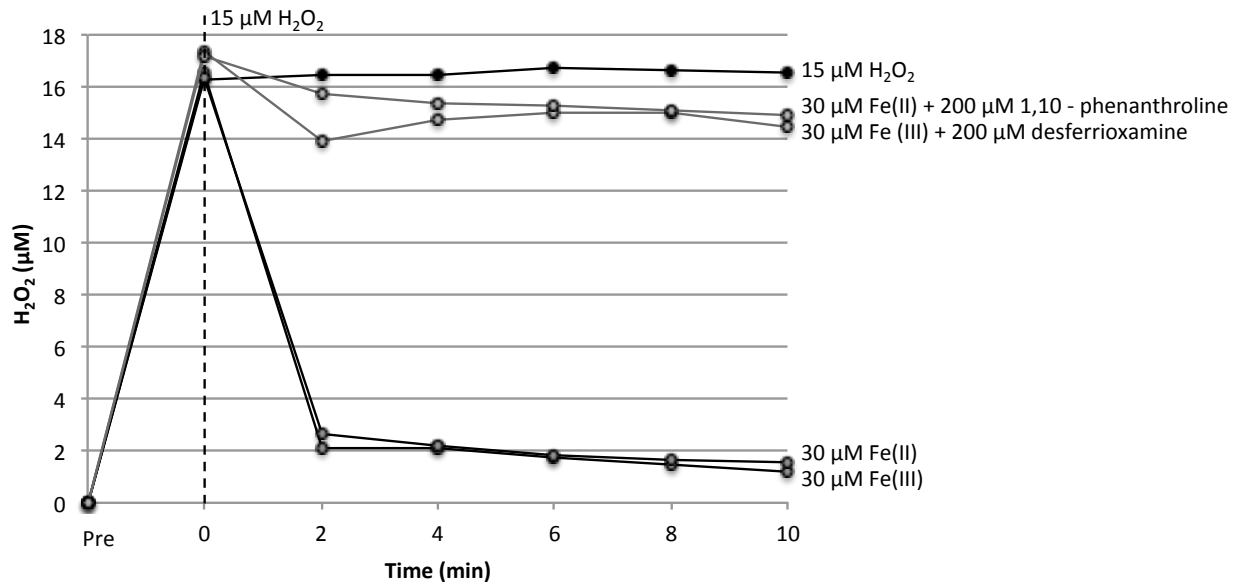 15 µM H₂O₂
18
16
14
12
10
8
6
4
2
0
H₂O₂ (µM)
15 µM H₂O₂
30 µM Fe(II) + 200 µM 1,10 - phenanthroline
30 µM Fe (III) + 200 µM desferrioxamine
30 µM Fe(II)
30 µM Fe(III)
Pre
0
2
4
6
8
10
Time (min)